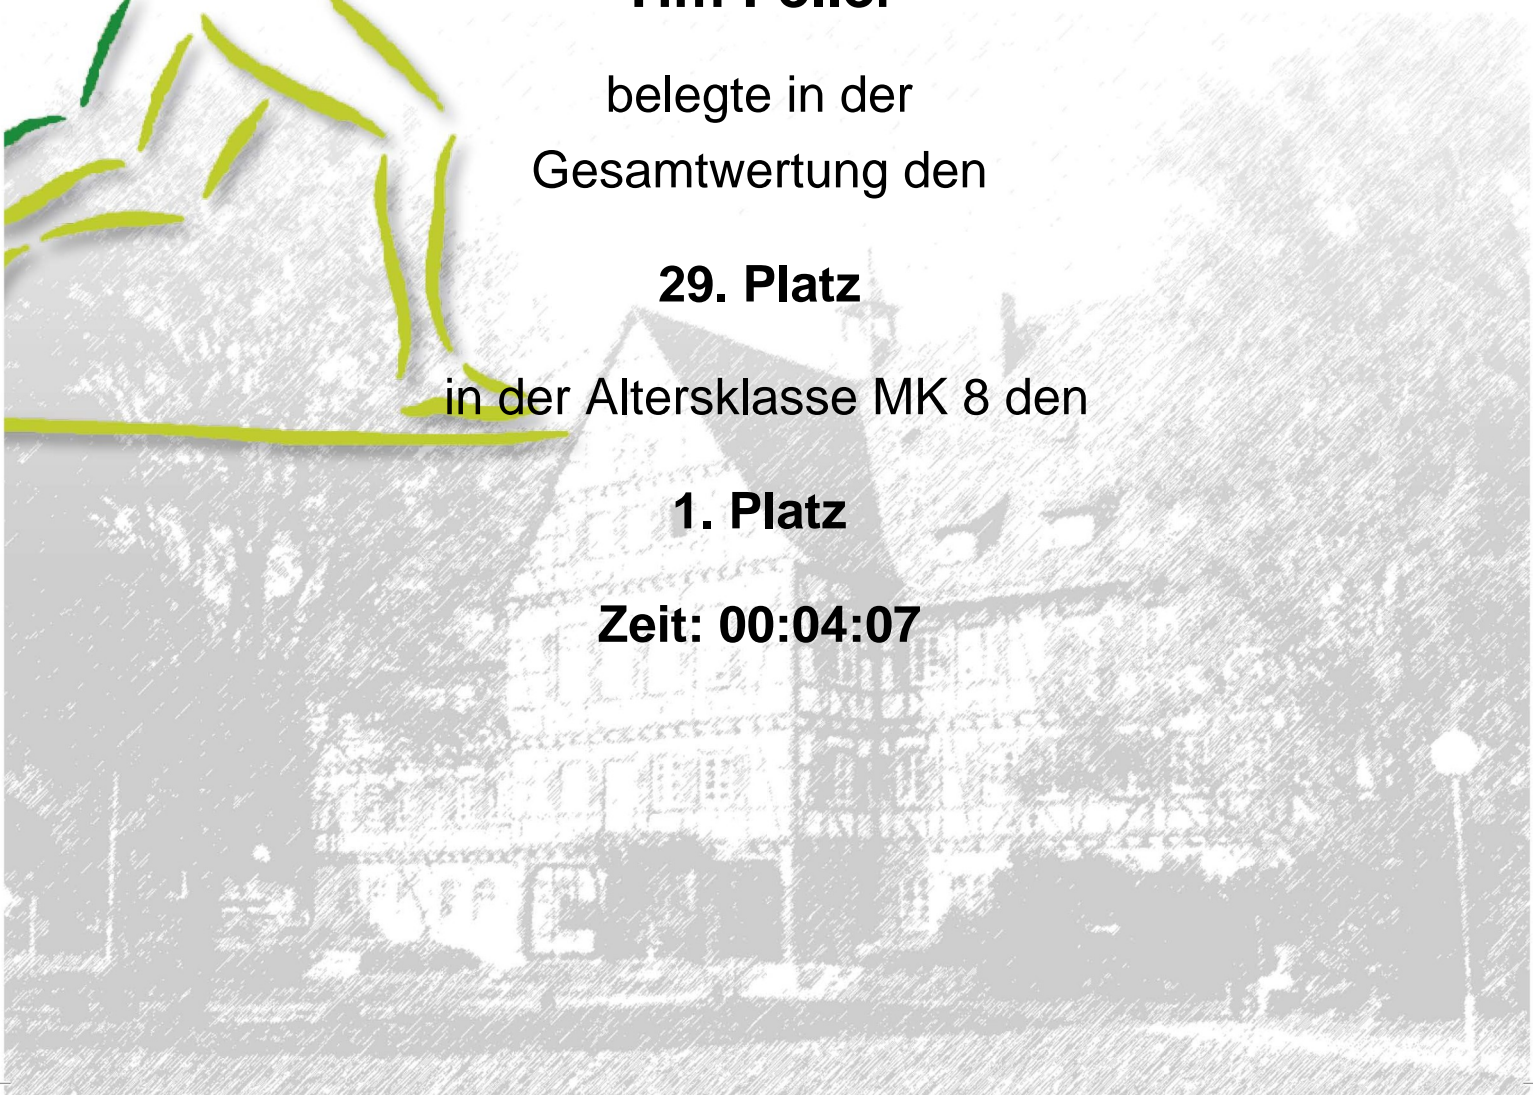 belegte in der
Gesamtwertung den
29. Platz
in der Altersklasse MK 8 den
1. Platz
Zeit: 00:04:07